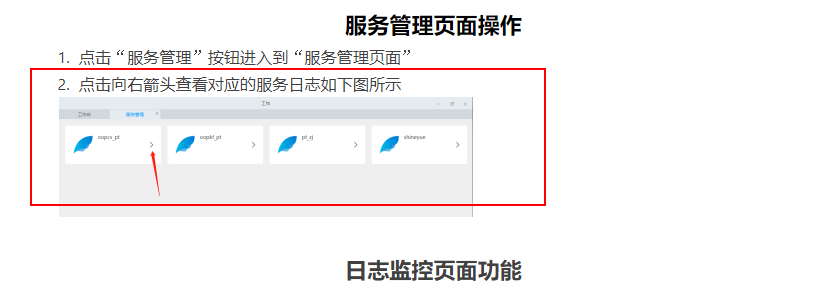 服务管理页面操作
1. 点击“服务管理”按钮进入到“服务管理页面”
2. 点击向右箭头查看对应的服务日志如下图所示
工作
工作台 服务管理
oopcs_pt oopkf_pt pt_zj shineyue
日志监控页面功能